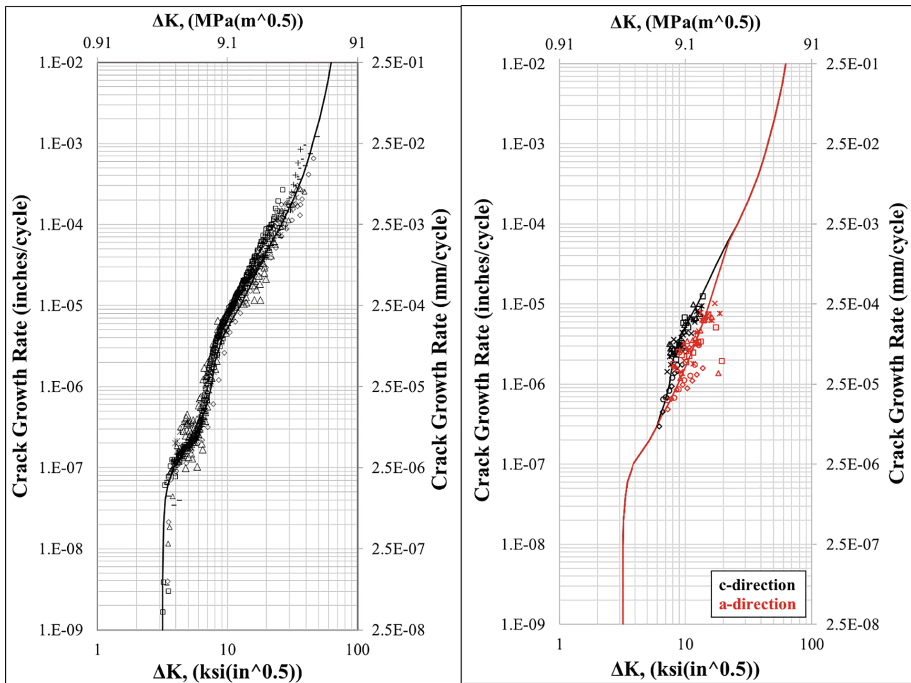 ΔK, (MPa(m^0.5)
0.91 9.1 91
Crack Growth Rate (inches/cycle)
1.E-02
1.E-03
1.E-04
1.E-05
1.E-06
1.E-07
1.E-08
1.E-09
2.5E-01
2.5E-02
2.5E-03
2.5E-04
2.5E-05
2.5E-06
2.5E-07
2.5E-08
Crack Growth Rate (mm/cycle)
1 10 100
ΔK, (ksi(in^0.5)
ΔK, (MPa(m^0.5)
0.91 9.1 91
Crack Growth Rate (inches/cycle)
1.E-02
1.E-03
1.E-04
1.E-05
1.E-06
1.E-07
1.E-08
1.E-09
2.5E-01
2.5E-02
2.5E-03
2.5E-04
2.5E-05
2.5E-06
2.5E-07
2.5E-08
Crack Growth Rate (mm/cycle)
c-direction
a-direction
1 10 100
ΔK, (ksi(in^0.5)